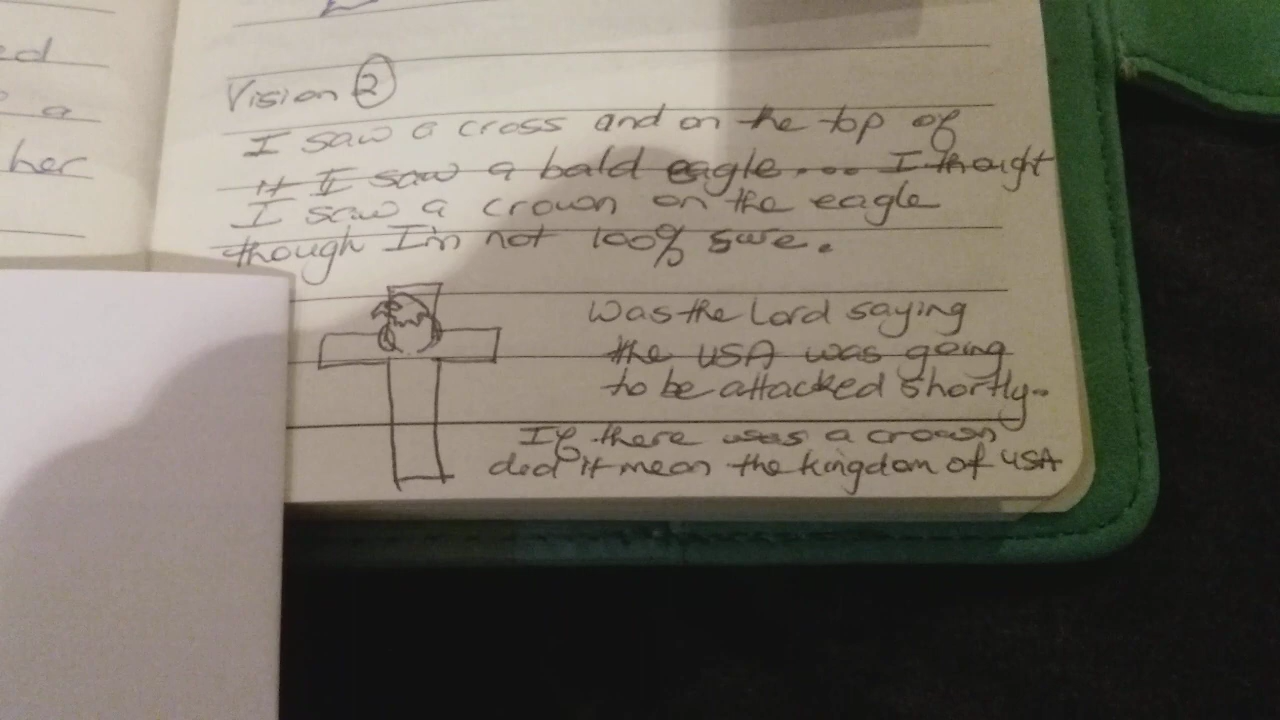 ed
a
her
Vision 2
I saw a cross and on the top of
it I saw a bald eagle.... I thought
I saw a crown on the eagle
though I'm not 100% sure.
Was the Lord saying
the USA was going
to be attacked shortly..
If there was a crown
did it mean the kingdom of USA